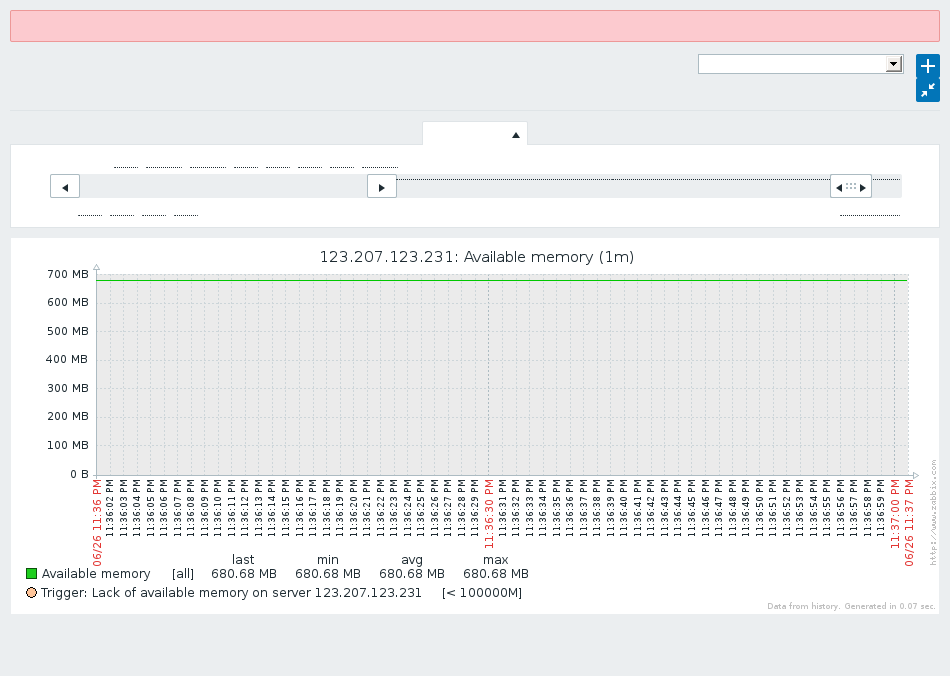 123.207.123.231: Available memory (1m)
700 MB
600 MB
500 MB
400 MB
300 MB
200 MB
100 MB
0 B
06/26 11:36 PM
11:36:02 PM
11:36:03 PM
11:36:04 PM
11:36:05 PM
11:36:06 PM
11:36:07 PM
11:36:08 PM
11:36:09 PM
11:36:10 PM
11:36:11 PM
11:36:12 PM
11:36:13 PM
11:36:14 PM
11:36:15 PM
11:36:16 PM
11:36:17 PM
11:36:18 PM
11:36:19 PM
11:36:20 PM
11:36:21 PM
11:36:22 PM
11:36:23 PM
11:36:24 PM
11:36:25 PM
11:36:26 PM
11:36:27 PM
11:36:28 PM
11:36:29 PM
11:36:30 PM
11:36:31 PM
11:36:32 PM
11:36:33 PM
11:36:34 PM
11:36:35 PM
11:36:36 PM
11:36:37 PM
11:36:38 PM
11:36:39 PM
11:36:40 PM
11:36:41 PM
11:36:42 PM
11:36:43 PM
11:36:44 PM
11:36:45 PM
11:36:46 PM
11:36:47 PM
11:36:48 PM
11:36:49 PM
11:36:50 PM
11:36:51 PM
11:36:52 PM
11:36:53 PM
11:36:54 PM
11:36:55 PM
11:36:56 PM
11:36:57 PM
11:36:58 PM
11:36:59 PM
11:37:00 PM
06/26 11:37 PM
http://www.zabbix.com
last min avg max
Available memory [all] 680.68 MB 680.68 MB 680.68 MB 680.68 MB
Trigger: Lack of available memory on server 123.207.123.231 [< 100000M]
Data from history. Generated in 0.07 sec.